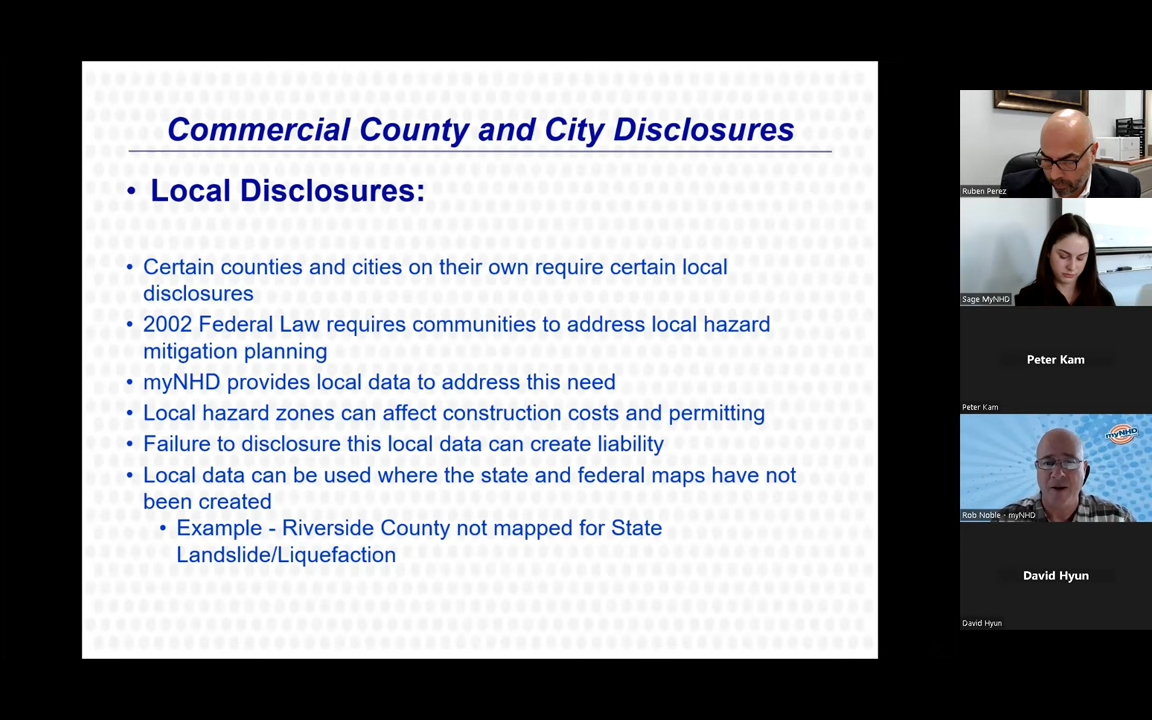 Commercial County and City Disclosures
• Local Disclosures:
• Certain counties and cities on their own require certain local
disclosures
• 2002 Federal Law requires communities to address local hazard
mitigation planning
• myNHD provides local data to address this need
• Local hazard zones can affect construction costs and permitting
• Failure to disclosure this local data can create liability
• Local data can be used where the state and federal maps have not
been created
• Example - Riverside County not mapped for State
Landslide/Liquefaction
Ruben Perez
Sage MyNHD
Peter Kam
Peter Kam
myNHD
Rob Noble - myNHD
David Hyun
David Hyun